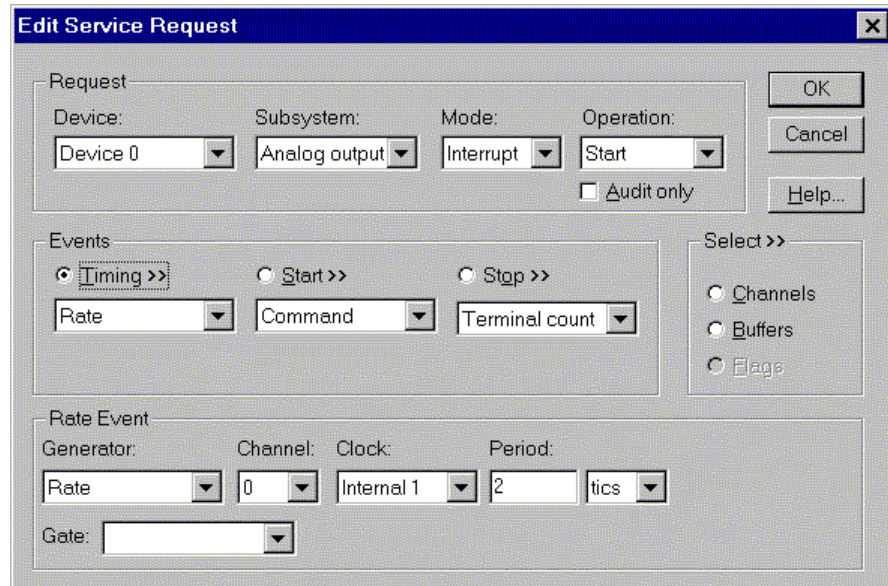 Edit Service Request
Request
Device: Subsystem: Mode: Operation:
Device 0 Analog output Interrupt Start
Audit only
OK
Cancel
Help...
Events
Timing >> Start >> Stop >>
Rate Command Terminal count
Select >>
Channels
Buffers
Flags
Rate Event
Generator: Channel: Clock: Period:
Rate 0 Internal 1 2 tics
Gate: